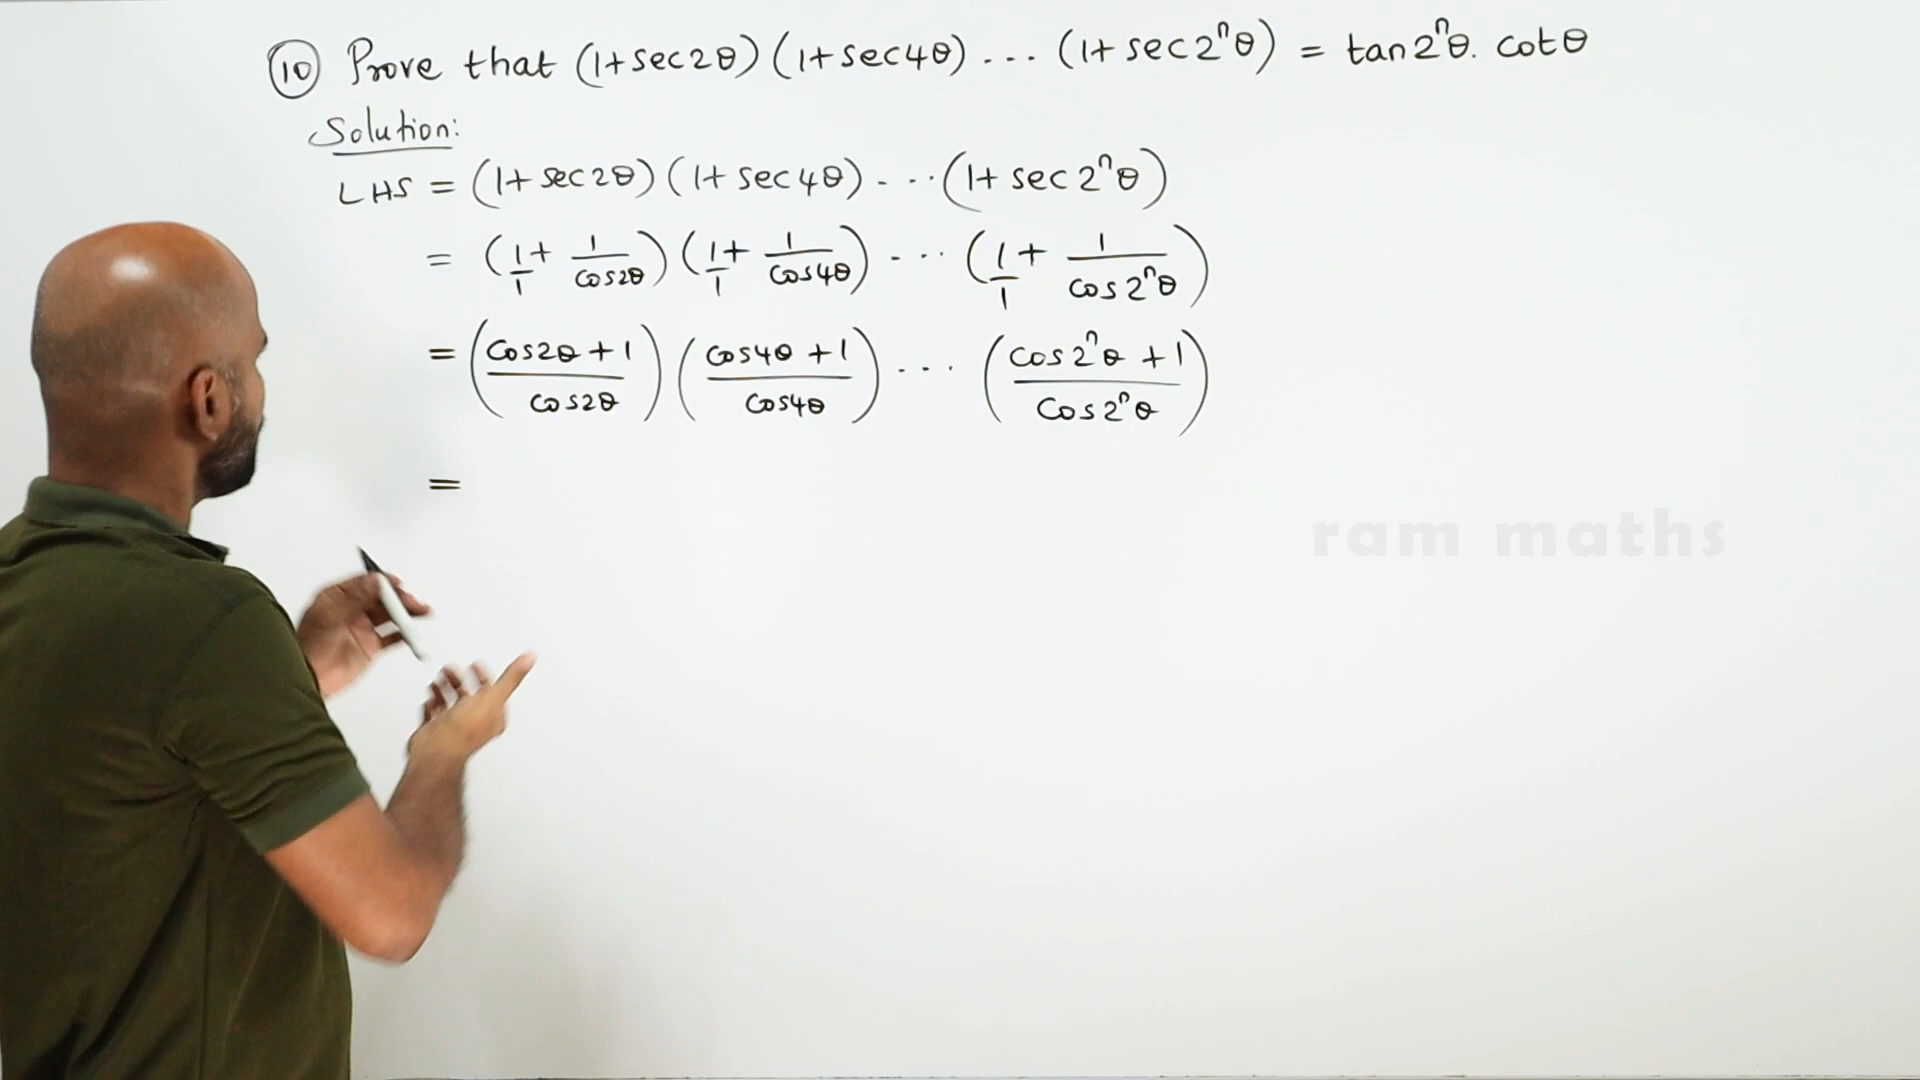 10 Prove that (1+sec2θ)(1+sec4θ)...(1+sec2ⁿθ) = tan2ⁿθ. cotθ
Solution:
LHS = (1+sec2θ)(1+sec4θ)-...(1+sec2ⁿθ)
= (1/1 + 1/cos2θ)(1/1 + 1/cos4θ)-...(1/1 + 1/cos2ⁿθ)
= ((cos2θ+1)/cos2θ)((cos4θ+1)/cos4θ)...((cos2ⁿθ+1)/cos2ⁿθ)
=
ram maths